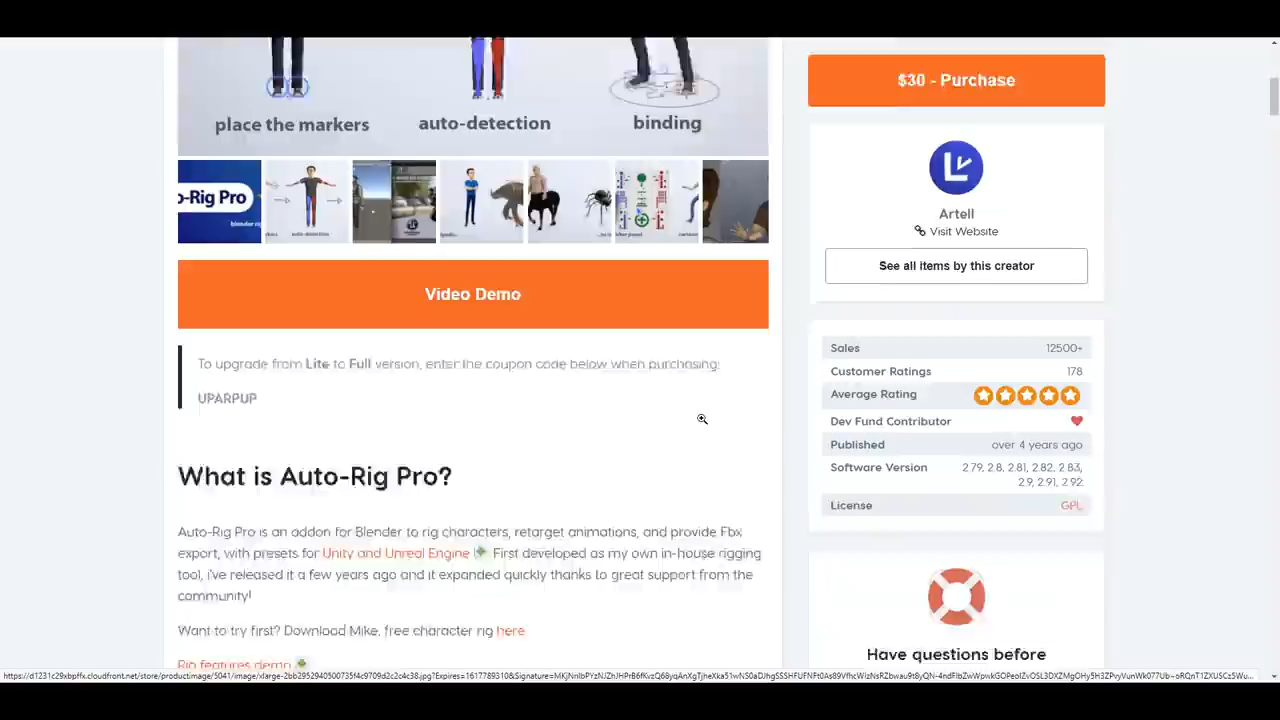 place the markers
auto-detection
binding
o-Rig Pro
Video Demo
To upgrade from Lite to Full version, enter the coupon code below when purchasing:
UPARPUP
What is Auto-Rig Pro?
Auto-Rig Pro is an addon for Blender to rig characters, retarget animations, and provide Fbx
export, with presets for Unity and Unreal Engine First developed as my own in-house rigging
tool, i've released it a few years ago and it expanded quickly thanks to great support from the
community!
Want to try first? Download Mike, free character rig here
Rig features demo
$30 - Purchase
Artell
Visit Website
See all items by this creator
Sales 12500+
Customer Ratings 178
Average Rating
Dev Fund Contributor
Published over 4 years ago
Software Version 2.79, 2.8, 2.81, 2.82, 2.83,
2.9, 2.91, 2.92
License GPL
Have questions before